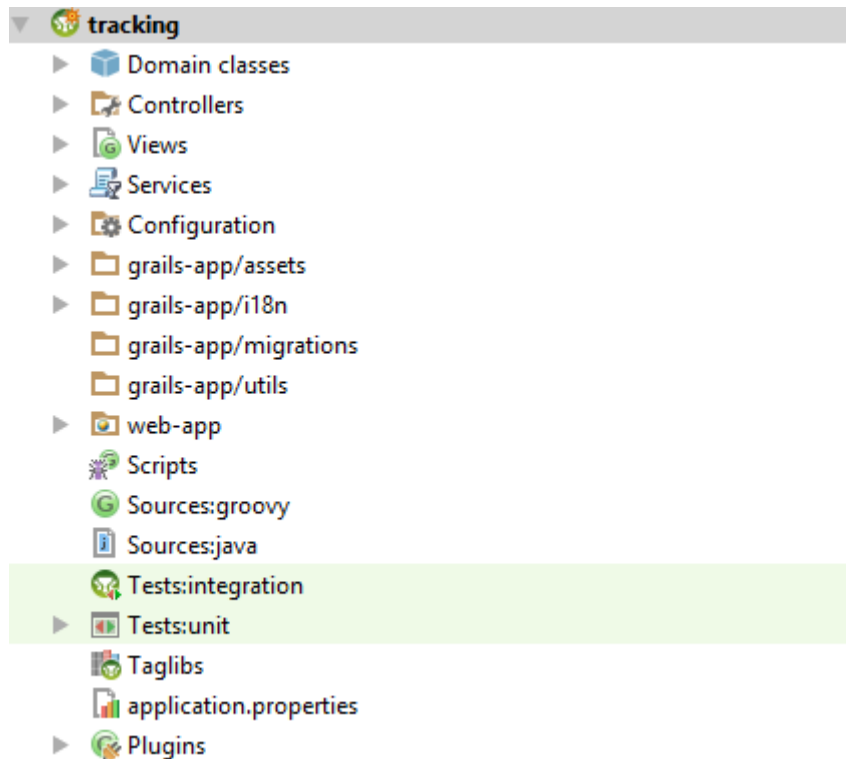 tracking
Domain classes
Controllers
Views
Services
Configuration
grails-app/assets
grails-app/i18n
grails-app/migrations
grails-app/utils
web-app
Scripts
Sources:groovy
Sources:java
Tests:integration
Tests:unit
Taglibs
application.properties
Plugins